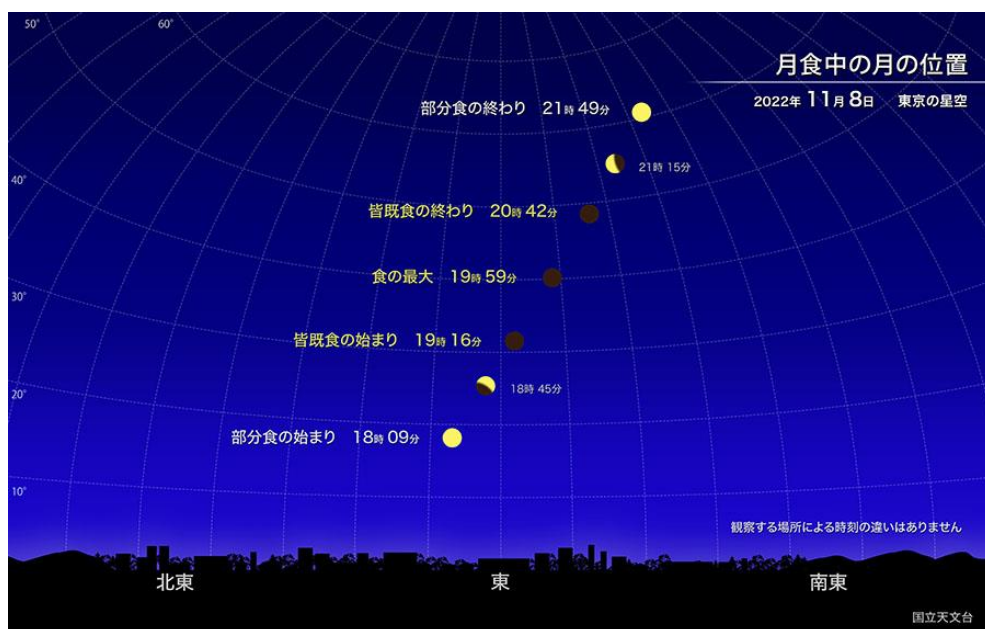 50°
60°
月食中の月の位置
2022年 11月 8日 東京の星空
部分食の終わり 21時 49分
21時 15分
40°
皆既食の終わり 20時 42分
食の最大 19時 59分
30°
皆既食の始まり 19時 16分
18時 45分
20°
部分食の始まり 18時 09分
10°
観察する場所による時刻の違いはありません
北東 東 南東
国立天文台